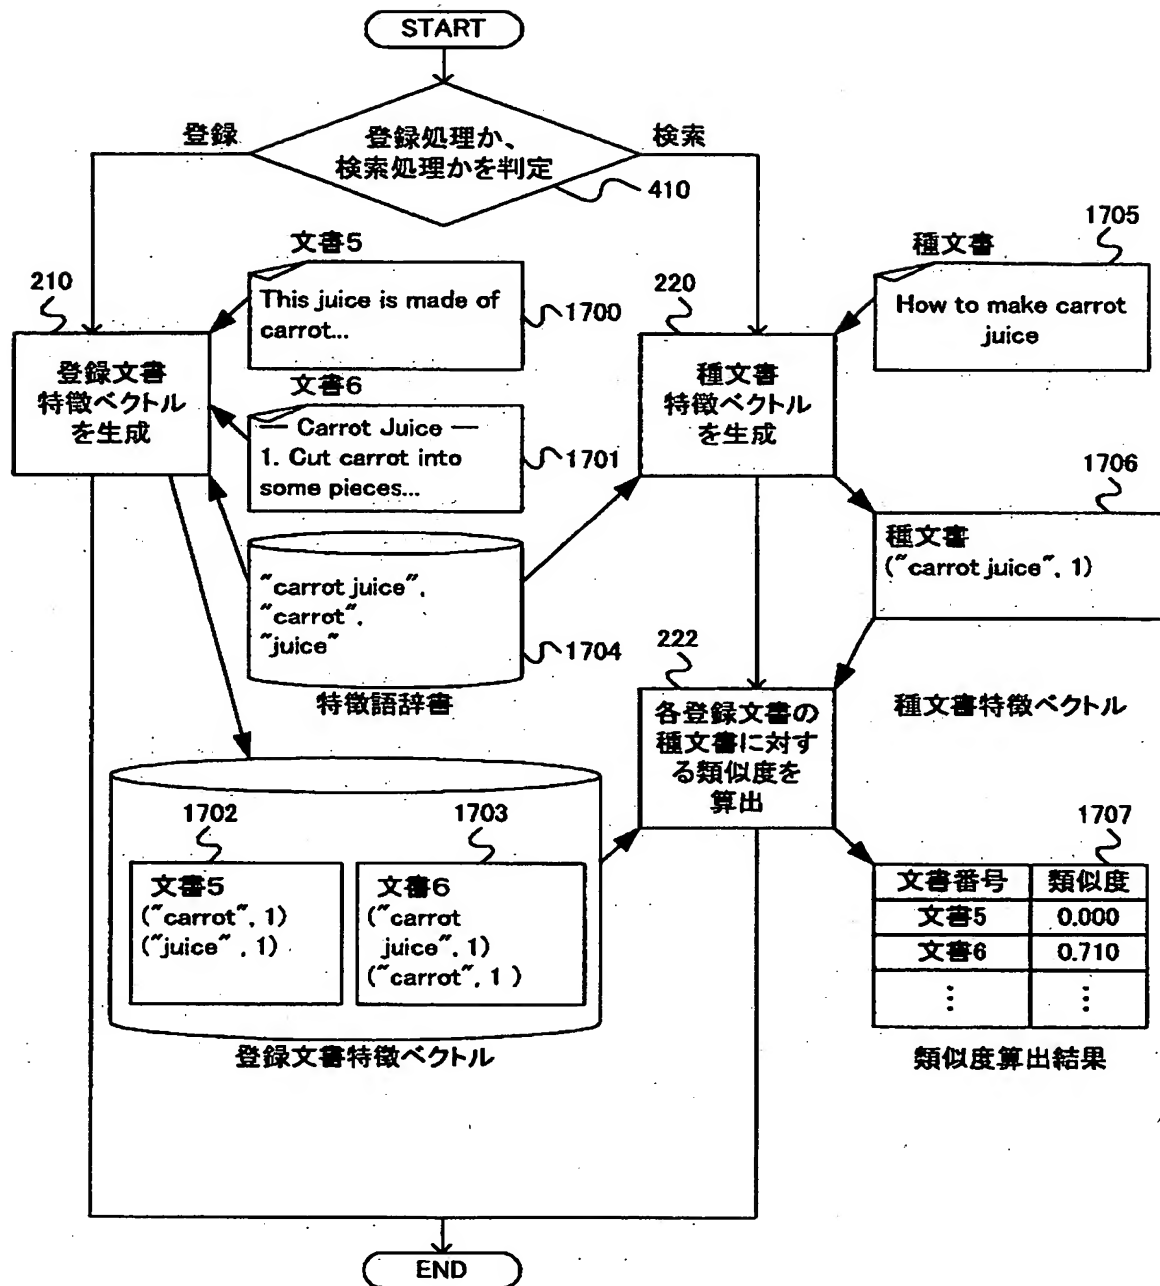 START
登録
登録処理か、
検索処理かを判定
検索
410
文書5
210
This juice is made of
carrot...
1700
登録文書
特徴ベクトル
を生成
文書6
— Carrot Juice —
1. Cut carrot into
some pieces...
1701
"carrot juice",
"carrot",
"juice"
1704
特徴語辞書
種文書
1705
How to make carrot
juice
220
種文書
特徴ベクトル
を生成
1706
種文書
("carrot juice", 1)
種文書特徴ベクトル
222
各登録文書の
種文書に対す
る類似度を
算出
1702
文書5
("carrot", 1)
("juice" , 1)
1703
文書6
("carrot
juice", 1)
("carrot", 1 )
登録文書特徴ベクトル
1707
文書番号 類似度
文書5 0.000
文書6 0.710
⋮ ⋮
類似度算出結果
END